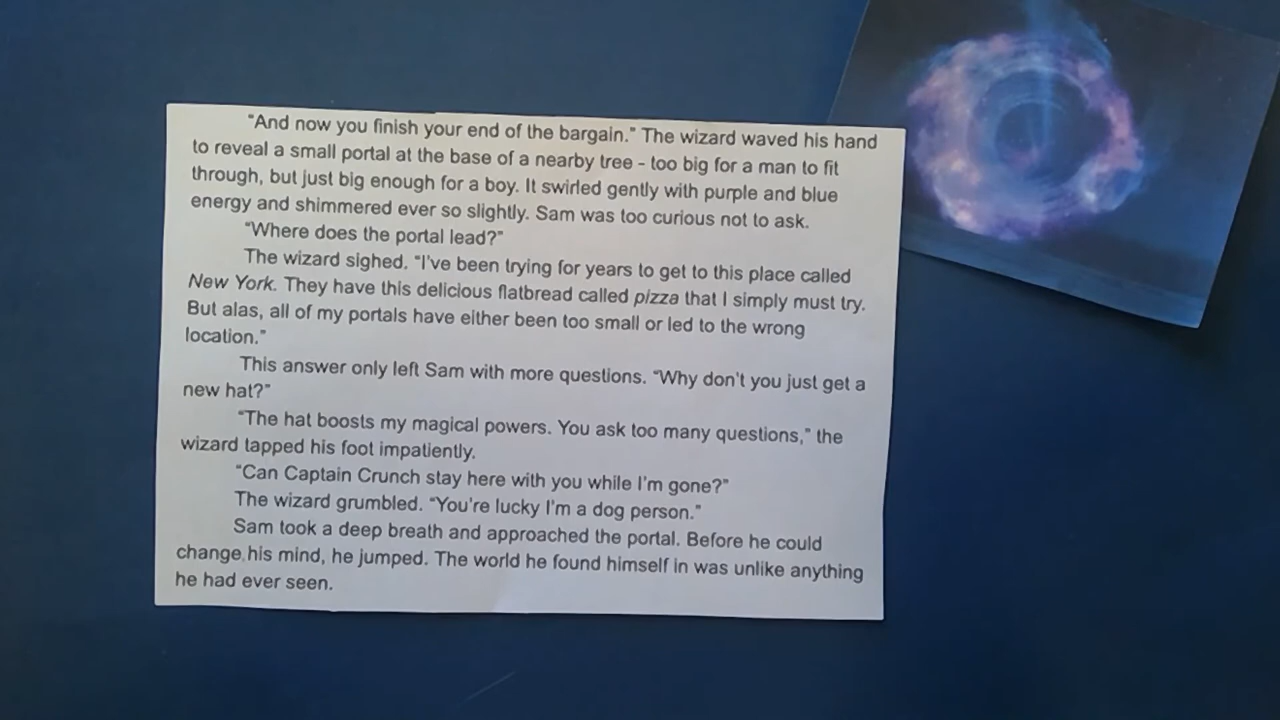 “And now you finish your end of the bargain.” The wizard waved his hand
to reveal a small portal at the base of a nearby tree - too big for a man to fit
through, but just big enough for a boy. It swirled gently with purple and blue
energy and shimmered ever so slightly. Sam was too curious not to ask.
“Where does the portal lead?”
The wizard sighed. “I’ve been trying for years to get to this place called
New York. They have this delicious flatbread called pizza that I simply must try.
But alas, all of my portals have either been too small or led to the wrong
location.”
This answer only left Sam with more questions. “Why don’t you just get a
new hat?”
“The hat boosts my magical powers. You ask too many questions,” the
wizard tapped his foot impatiently.
“Can Captain Crunch stay here with you while I’m gone?”
The wizard grumbled. “You’re lucky I’m a dog person.”
Sam took a deep breath and approached the portal. Before he could
change his mind, he jumped. The world he found himself in was unlike anything
he had ever seen.